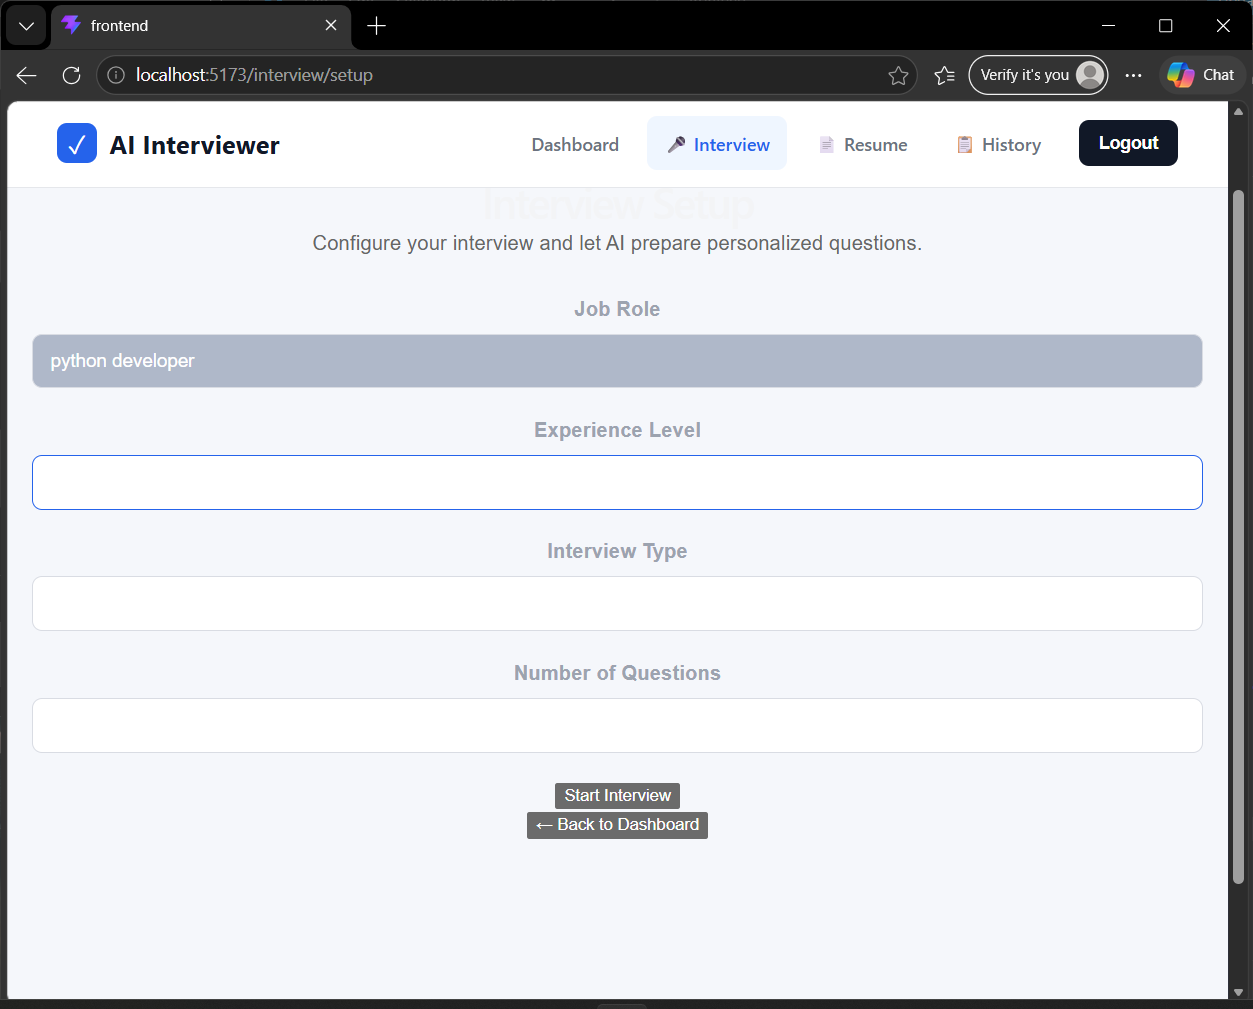 frontend
localhost:5173/interview/setup
Verify it's you
Chat
AI Interviewer
Dashboard
Interview
Resume
History
Logout
Interview Setup
Configure your interview and let AI prepare personalized questions.
Job Role
python developer
Experience Level
Interview Type
Number of Questions
Start Interview
← Back to Dashboard